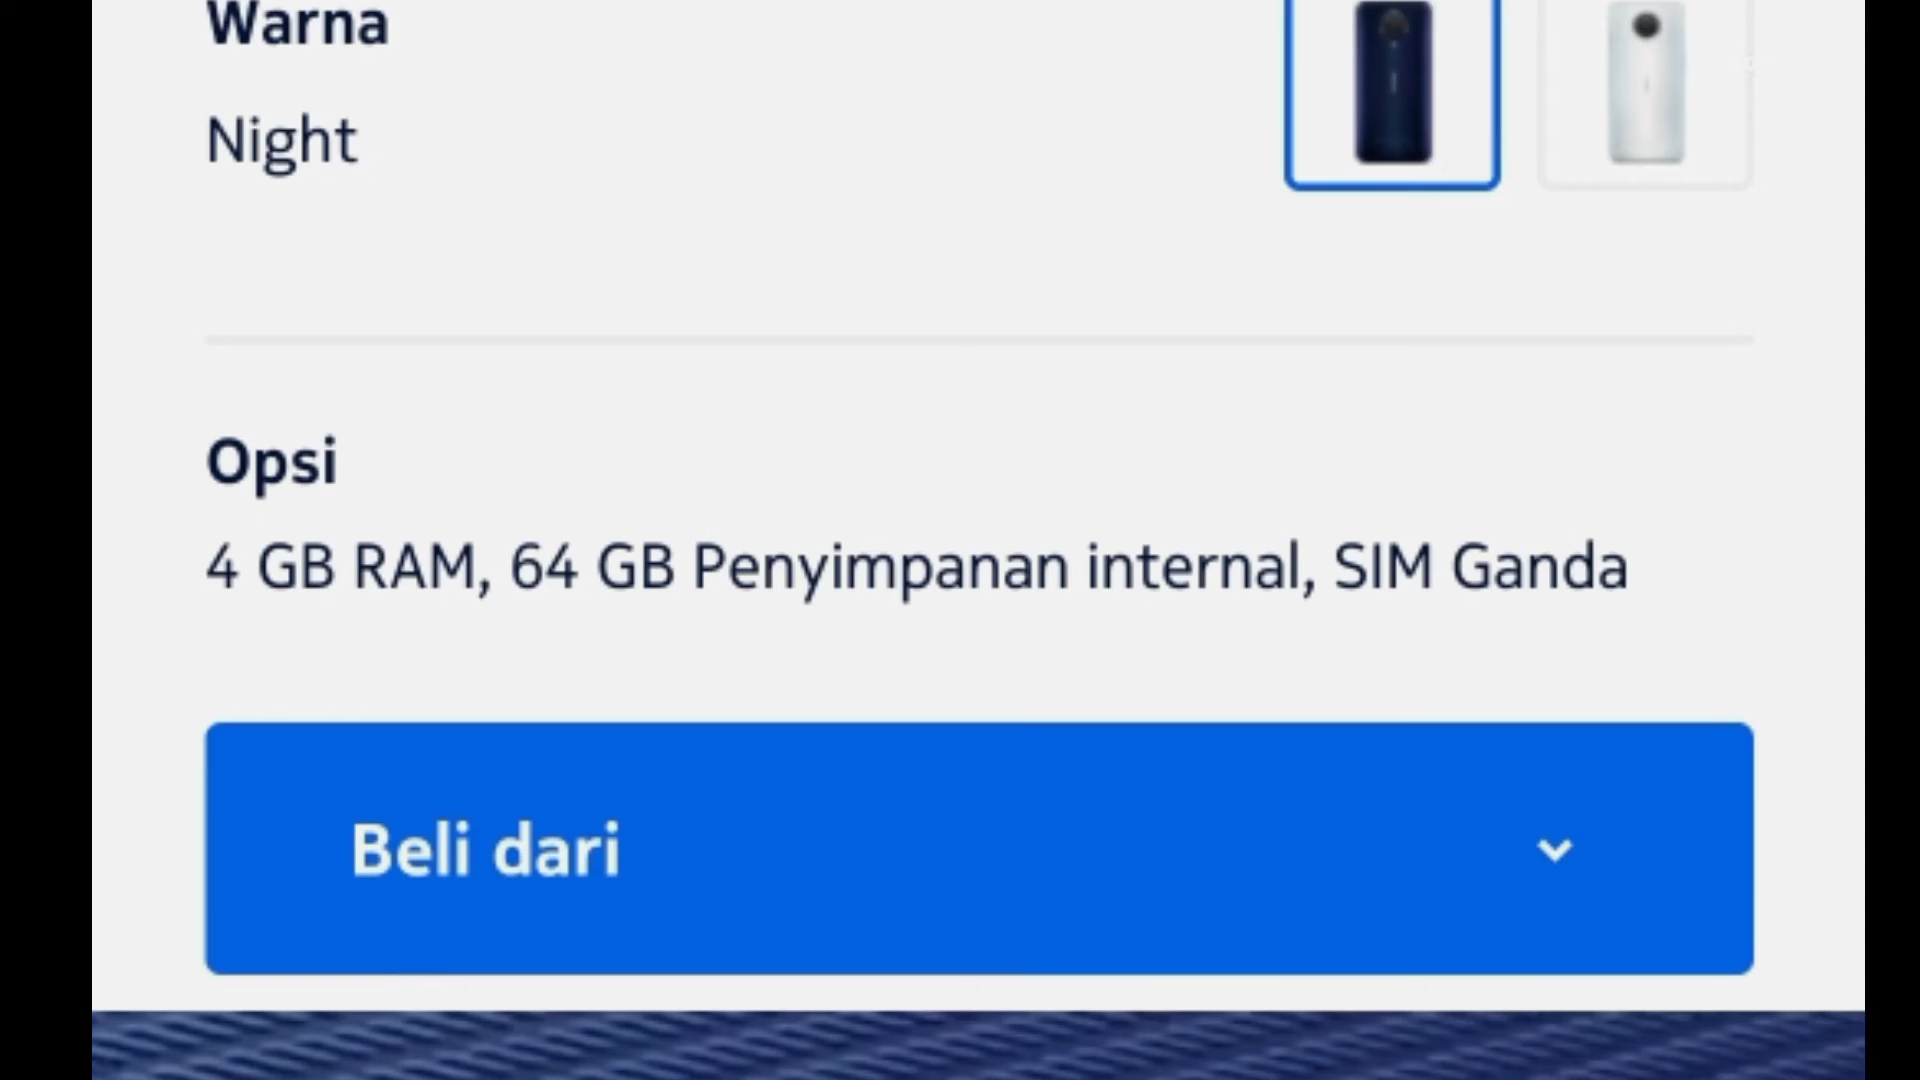 Warna
Night
Opsi
4 GB RAM, 64 GB Penyimpanan internal, SIM Ganda
Beli dari